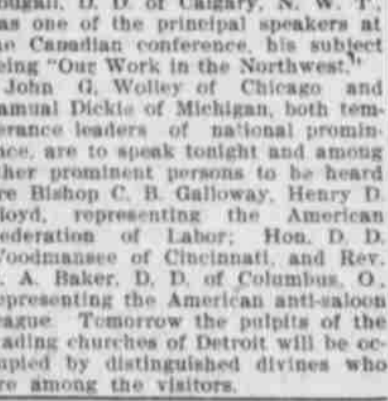 ougall, D. D. of Calgary, N. W. T.,
as one of the principal speakers at
he Canadian conference, his subject
eing "Our Work in the Northwest."
John G. Wolley of Chicago and
amual Dickie of Michigan, both tem-
erance leaders of national promin-
nce, are to speak tonight and among
ther prominent persons to be heard
re Bishop C. B. Galloway, Henry D.
loyd, representing the American
ederation of Labor; Hon. D. D.
Woodmansee of Cincinnati, and Rev.
. A. Baker, D. D. of Columbus, O.,
epresenting the American anti-saloon
eague. Tomorrow the pulpits of the
eading churches of Detroit will be oc-
upied by distinguished divines who
re among the visitors.